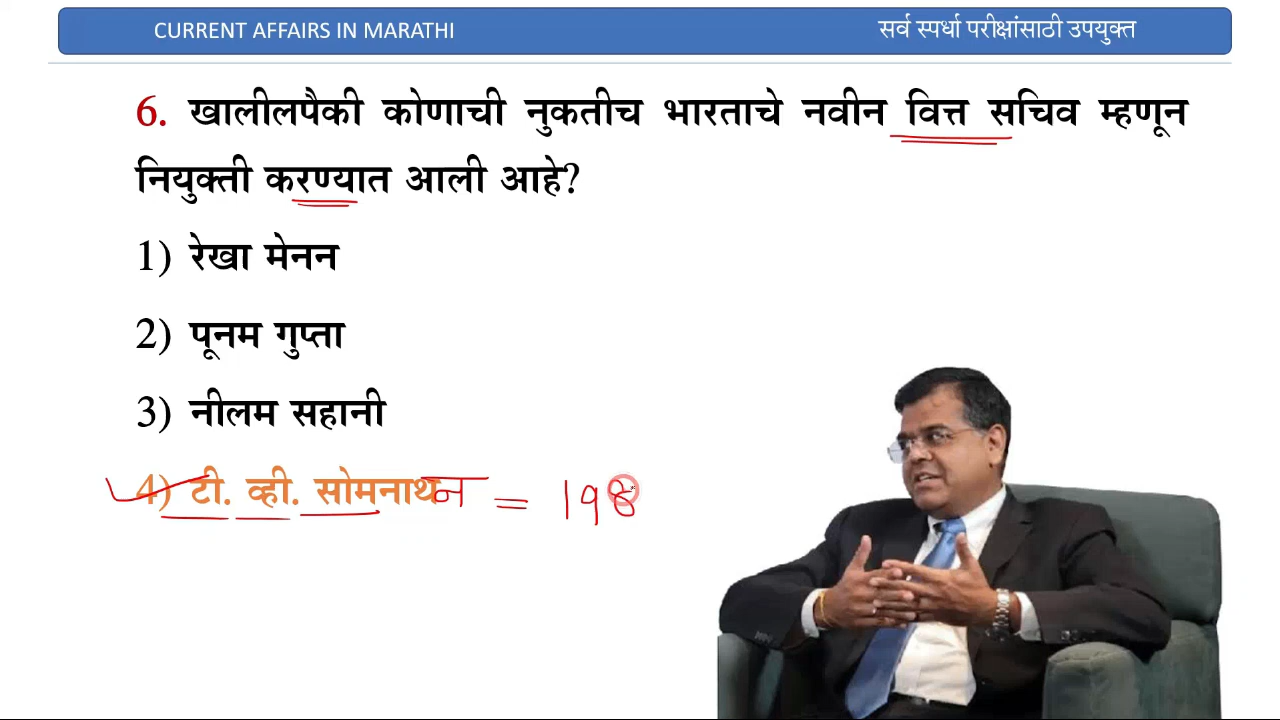 CURRENT AFFAIRS IN MARATHI
सर्व स्पर्धा परीक्षांसाठी उपयुक्त
6. खालीलपैकी कोणाची नुकतीच भारताचे नवीन वित्त सचिव म्हणून
नियुक्ती करण्यात आली आहे?
1) रेखा मेनन
2) पूनम गुप्ता
3) नीलम सहानी
4) टी. व्ही. सोमनाथन = 198